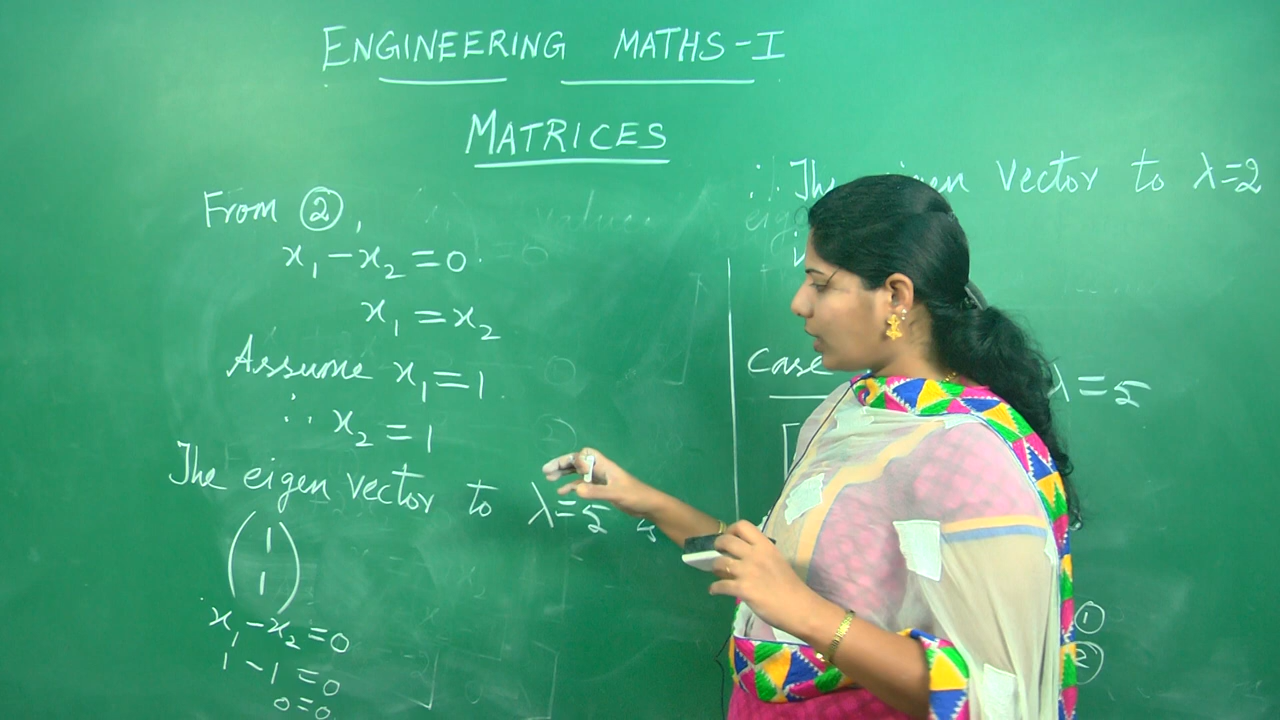 ENGINEERING MATHS-I
MATRICES
From ②,
x₁ - x₂ = 0
x₁ = x₂
Assume x₁ = 1
∴ x₂ = 1
The eigen vector to λ=5
(1
1)
x₁ - x₂ = 0
1 - 1 = 0
0 = 0
∴ The vector to λ=2
Case λ=5
①
②